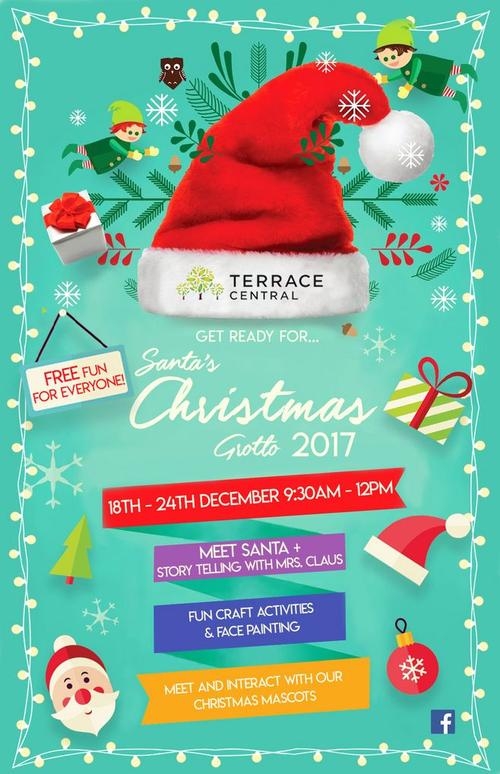 TERRACE
CENTRAL
GET READY FOR...
Santa's
Christmas
Grotto 2017
FREE FUN
FOR EVERYONE!
18TH - 24TH DECEMBER 9:30AM - 12PM
MEET SANTA +
STORY TELLING WITH MRS. CLAUS
FUN CRAFT ACTIVITIES
& FACE PAINTING
MEET AND INTERACT WITH OUR
CHRISTMAS MASCOTS
f